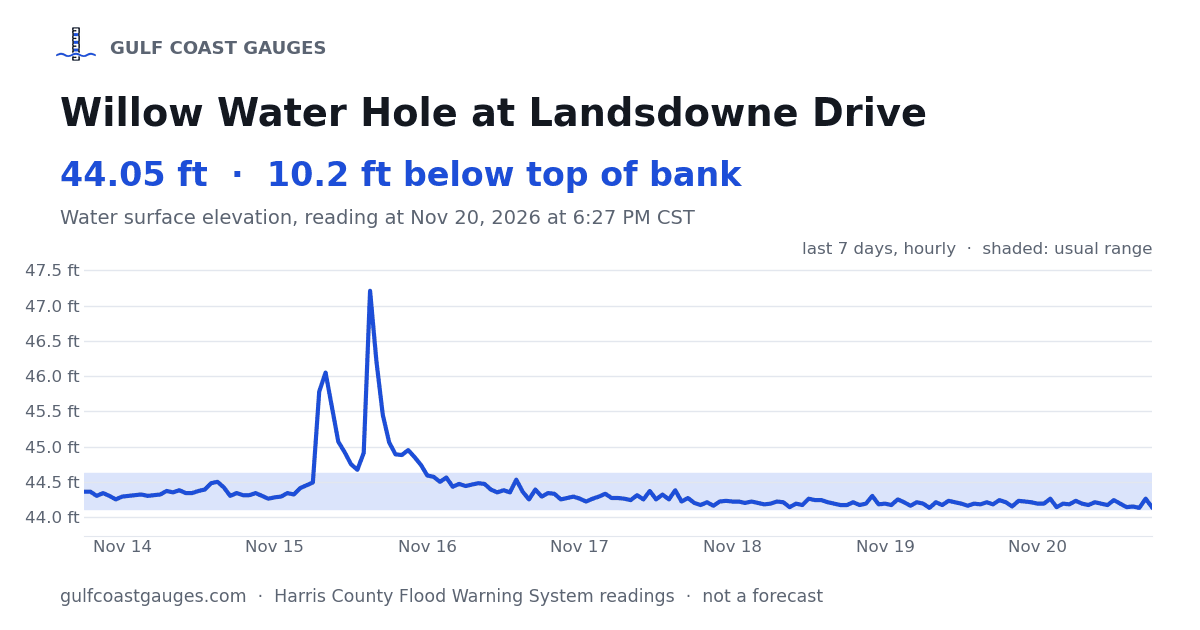 GULF COAST GAUGES
Willow Water Hole at Landsdowne Drive
44.05 ft · 10.2 ft below top of bank
Water surface elevation, reading at Nov 20, 2026 at 6:27 PM CST
last 7 days, hourly · shaded: usual range
47.5 ft
47.0 ft
46.5 ft
46.0 ft
45.5 ft
45.0 ft
44.5 ft
44.0 ft
Nov 14 Nov 15 Nov 16 Nov 17 Nov 18 Nov 19 Nov 20
gulfcoastgauges.com · Harris County Flood Warning System readings · not a forecast